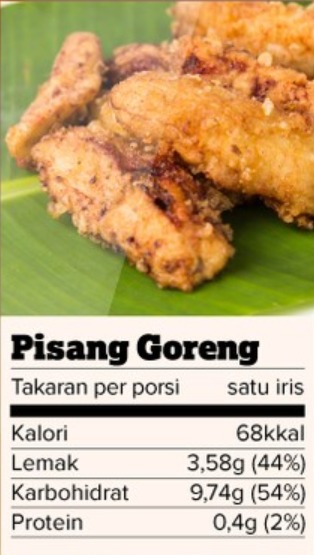 Pisang Goreng
Takaran per porsi satu iris
Kalori 68kkal
Lemak 3,58g (44%)
Karbohidrat 9,74g (54%)
Protein 0,4g (2%)